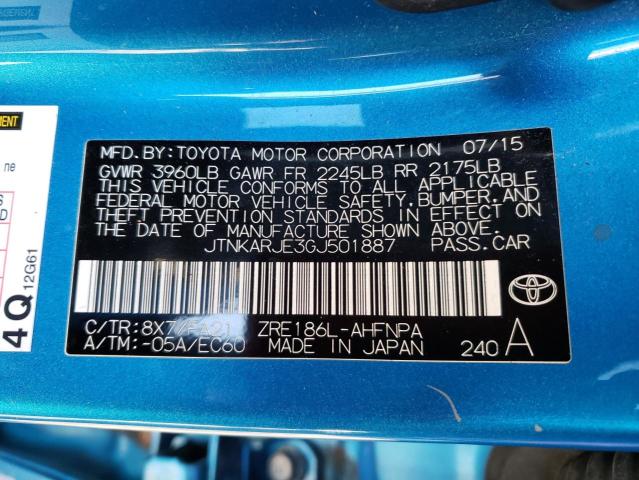 MFD.BY:TOYOTA MOTOR CORPORATION 07/15
GVWR 3960LB GAWR FR 2245LB RR 2175LB
THIS VEHICLE CONFORMS TO ALL APPLICABLE
FEDERAL MOTOR VEHICLE SAFETY, BUMPER, AND
THEFT PREVENTION STANDARDS IN EFFECT ON
THE DATE OF MANUFACTURE SHOWN ABOVE.
JTNKARJE3GJ501887 PASS.CAR
C/TR:8X7/FA21 ZRE186L-AHFNPA
A/TM:-05A/EC60 MADE IN JAPAN 240 A
TOYOTA
ne
4Q
12G61